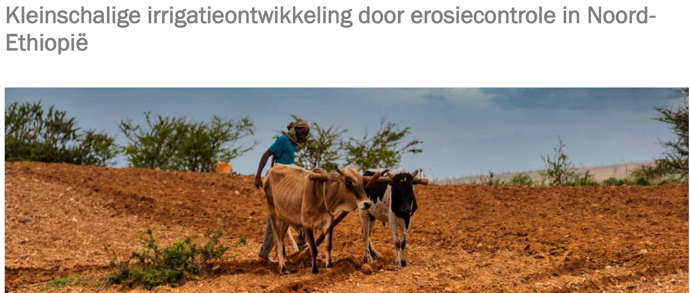 Kleinschalige irrigatieontwikkeling door erosiecontrole in Noord-
Ethiopië